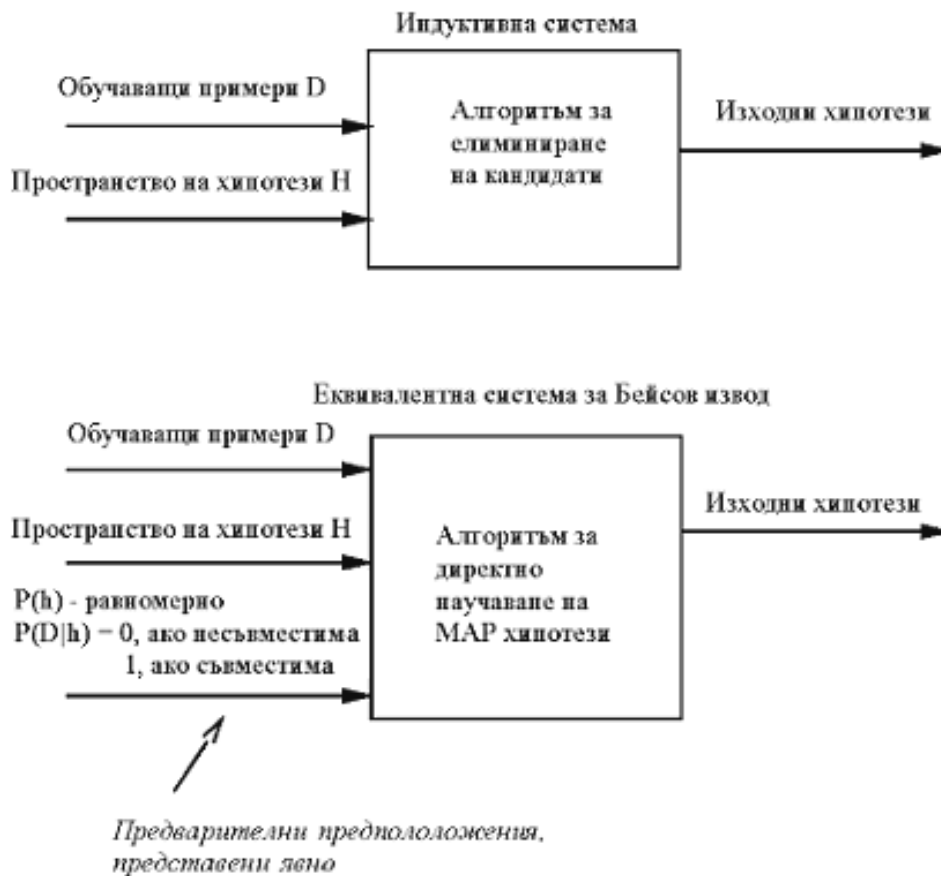 Индуктивна система
Обучаващи примери D
Пространство на хипотези H
Алгоритъм за
елиминиране
на кандидати
Изходни хипотези
Еквивалентна система за Бейсов извод
Обучаващи примери D
Пространство на хипотези H
P(h) - равномерно
P(D|h) = 0, ако несъвместима
1, ако съвместима
Алгоритъм за
директно
научаване на
MAP хипотези
Изходни хипотези
Предварителни предпололожения,
представени явно